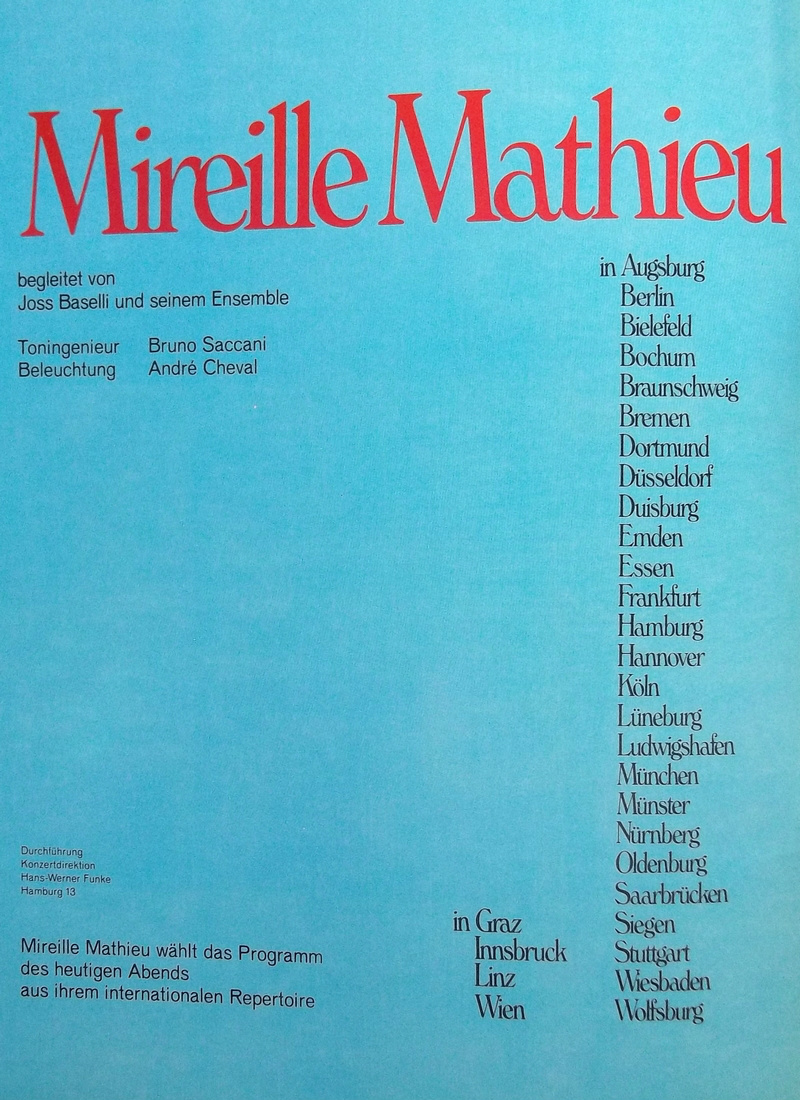 Mireille Mathieu
begleitet von
Joss Baselli und seinem Ensemble
Toningenieur Bruno Saccani
Beleuchtung André Cheval
in Augsburg
Berlin
Bielefeld
Bochum
Braunschweig
Bremen
Dortmund
Düsseldorf
Duisburg
Emden
Essen
Frankfurt
Hamburg
Hannover
Köln
Lüneburg
Ludwigshafen
München
Münster
Nürnberg
Oldenburg
Saarbrücken
Siegen
Stuttgart
Wiesbaden
Wolfsburg
in Graz
Innsbruck
Linz
Wien
Durchführung
Konzertdirektion
Hans-Werner Funke
Hamburg 13
Mireille Mathieu wählt das Programm
des heutigen Abends
aus ihrem internationalen Repertoire